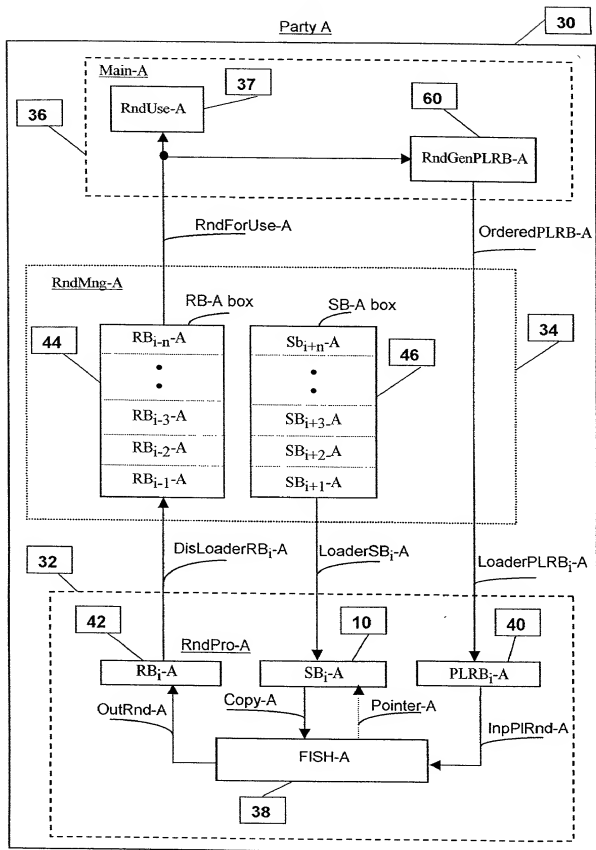 Party A
30
Main-A
RndUse-A
37
36
60
RndGenPLRB-A
RndForUse-A
OrderedPLRB-A
RndMng-A
RB-A box
SB-A box
44
RBi-n-A
Sbi+n-A
46
34
RBi-3-A
SBi+3-A
RBi-2-A
SBi+2-A
RBi-1-A
SBi+1-A
DisLoaderRBi-A
LoaderSBi-A
LoaderPLRBi-A
32
42
RndPro-A
10
40
RBi-A
SBi-A
PLRBi-A
OutRnd-A
Copy-A
Pointer-A
InpPlRnd-A
FISH-A
38